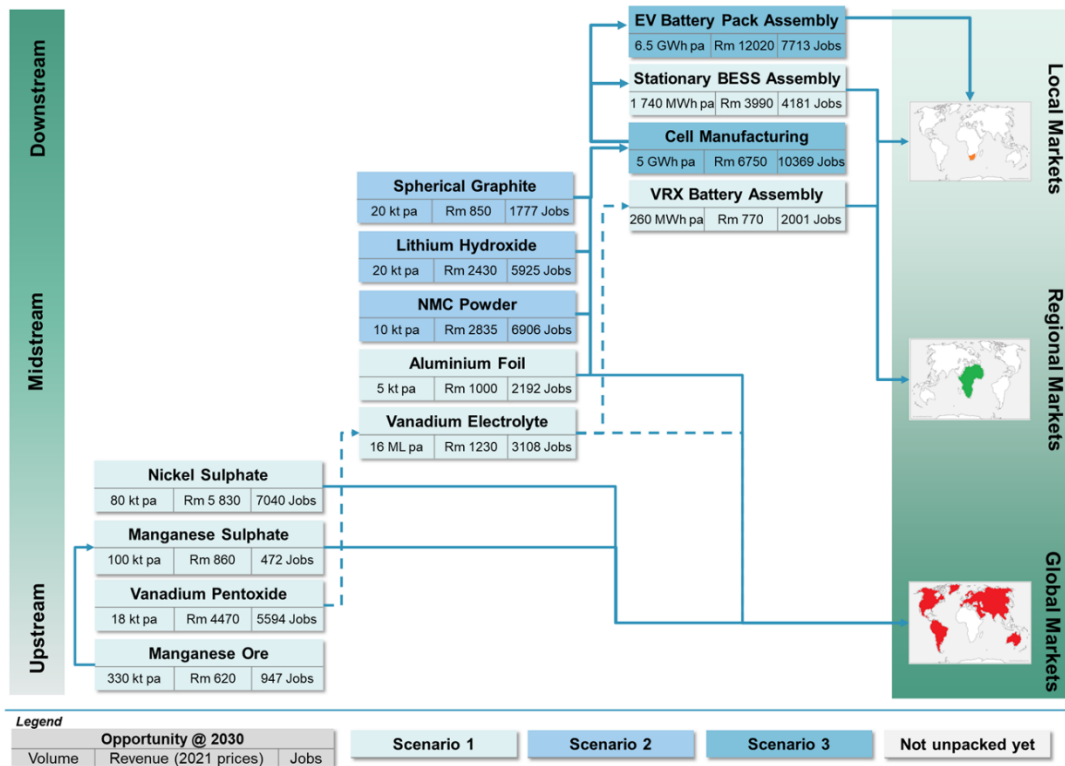 Downstream
Midstream
Upstream
EV Battery Pack Assembly
6.5 GWh pa Rm 12020 7713 Jobs
Stationary BESS Assembly
1 740 MWh pa Rm 3990 4181 Jobs
Cell Manufacturing
5 GWh pa Rm 6750 10369 Jobs
VRX Battery Assembly
260 MWh pa Rm 770 2001 Jobs
Spherical Graphite
20 kt pa Rm 850 1777 Jobs
Lithium Hydroxide
20 kt pa Rm 2430 5925 Jobs
NMC Powder
10 kt pa Rm 2835 6906 Jobs
Aluminium Foil
5 kt pa Rm 1000 2192 Jobs
Vanadium Electrolyte
16 ML pa Rm 1230 3108 Jobs
Nickel Sulphate
80 kt pa Rm 5 830 7040 Jobs
Manganese Sulphate
100 kt pa Rm 860 472 Jobs
Vanadium Pentoxide
18 kt pa Rm 4470 5594 Jobs
Manganese Ore
330 kt pa Rm 620 947 Jobs
Local Markets
Regional Markets
Global Markets
Legend
Opportunity @ 2030
Volume Revenue (2021 prices) Jobs
Scenario 1
Scenario 2
Scenario 3
Not unpacked yet